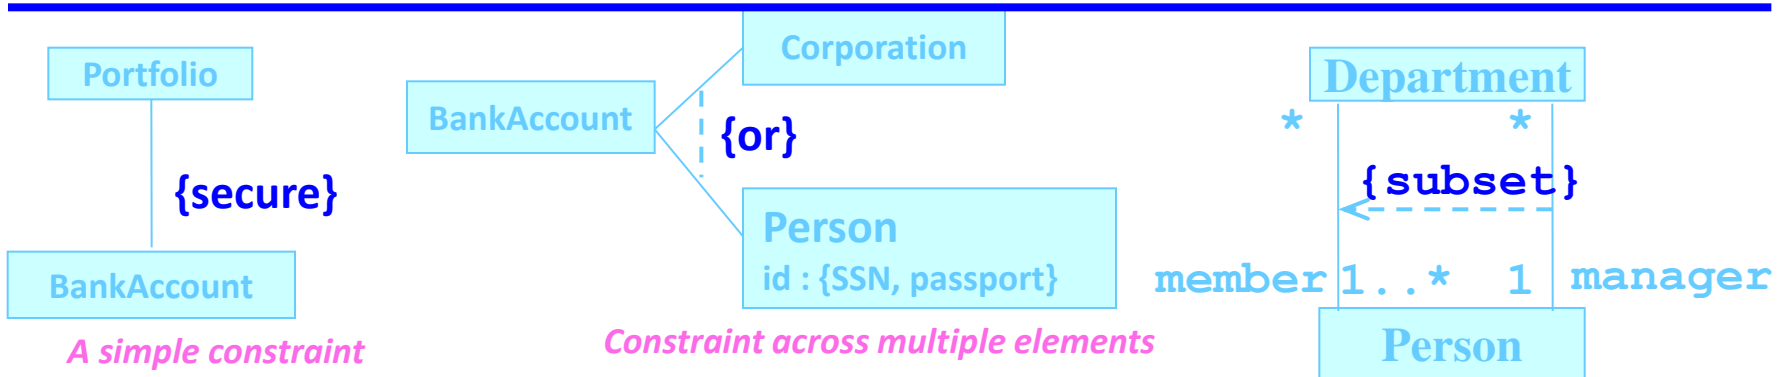 Portfolio
{secure}
BankAccount
A simple constraint
Corporation
BankAccount
{or}
Person
id : {SSN, passport}
Constraint across multiple elements
Department
* *
{subset}
member 1..* 1 manager
Person